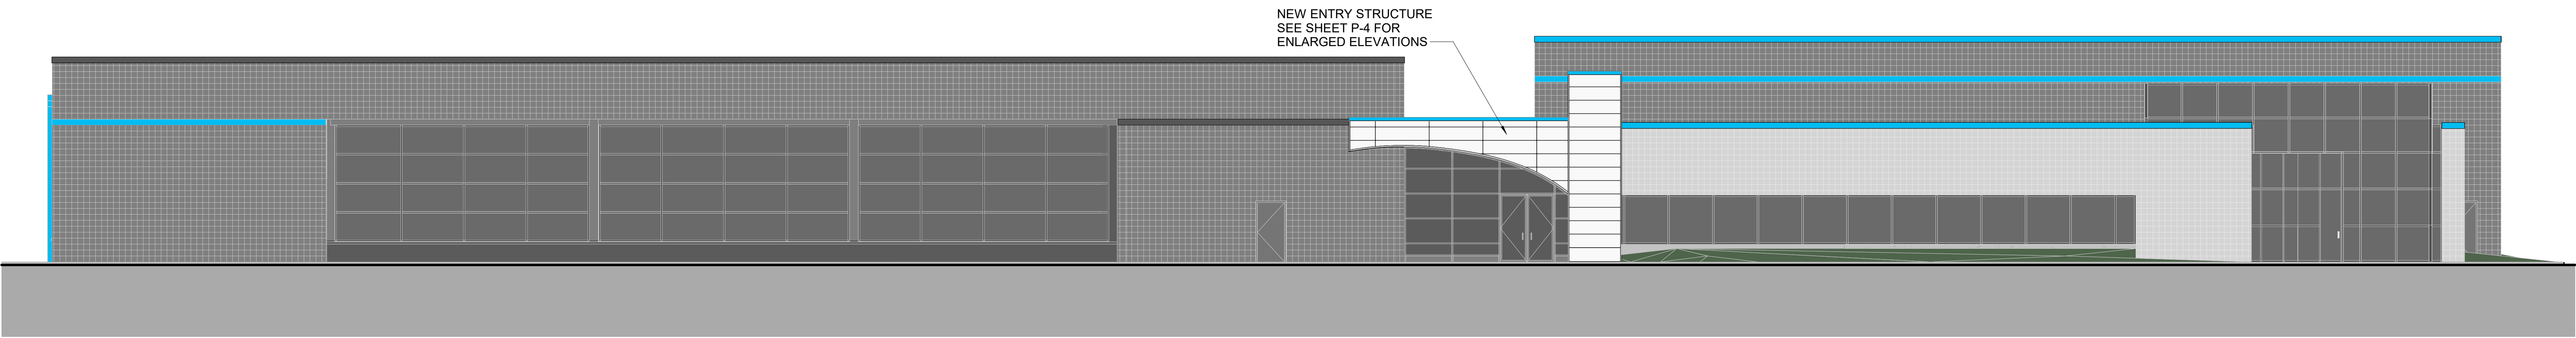 NEW ENTRY STRUCTURE
SEE SHEET P-4 FOR
ENLARGED ELEVATIONS